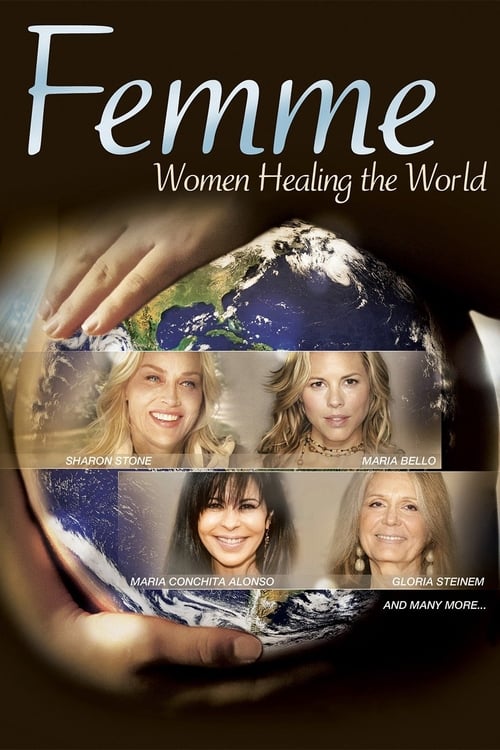 Femme
Women Healing the World
SHARON STONE
MARIA BELLO
MARIA CONCHITA ALONSO
GLORIA STEINEM
AND MANY MORE...